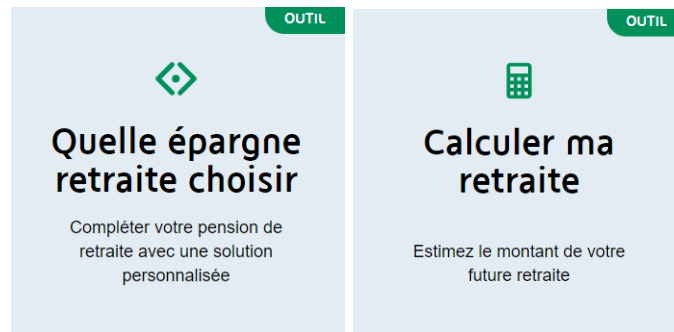 OUTIL
Quelle épargne
retraite choisir
Compléter votre pension de
retraite avec une solution
personnalisée
OUTIL
Calculer ma
retraite
Estimez le montant de votre
future retraite